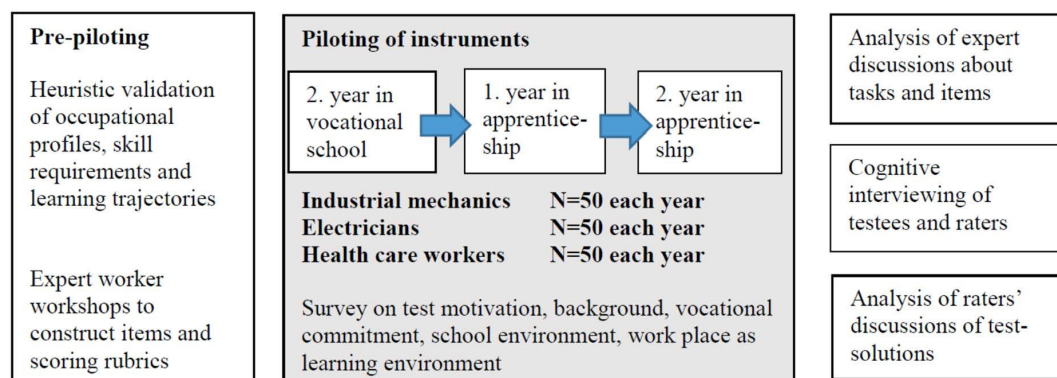 Pre-piloting
Heuristic validation
of occupational
profiles, skill
requirements and
learning trajectories
Expert worker
workshops to
construct items and
scoring rubrics
Piloting of instruments
2. year in
vocational
school
1. year in
apprentice-
ship
2. year in
apprentice-
ship
Industrial mechanics N=50 each year
Electricians N=50 each year
Health care workers N=50 each year
Survey on test motivation, background, vocational
commitment, school environment, work place as
learning environment
Analysis of expert
discussions about
tasks and items
Cognitive
interviewing of
testees and raters
Analysis of raters’
discussions of test-
solutions